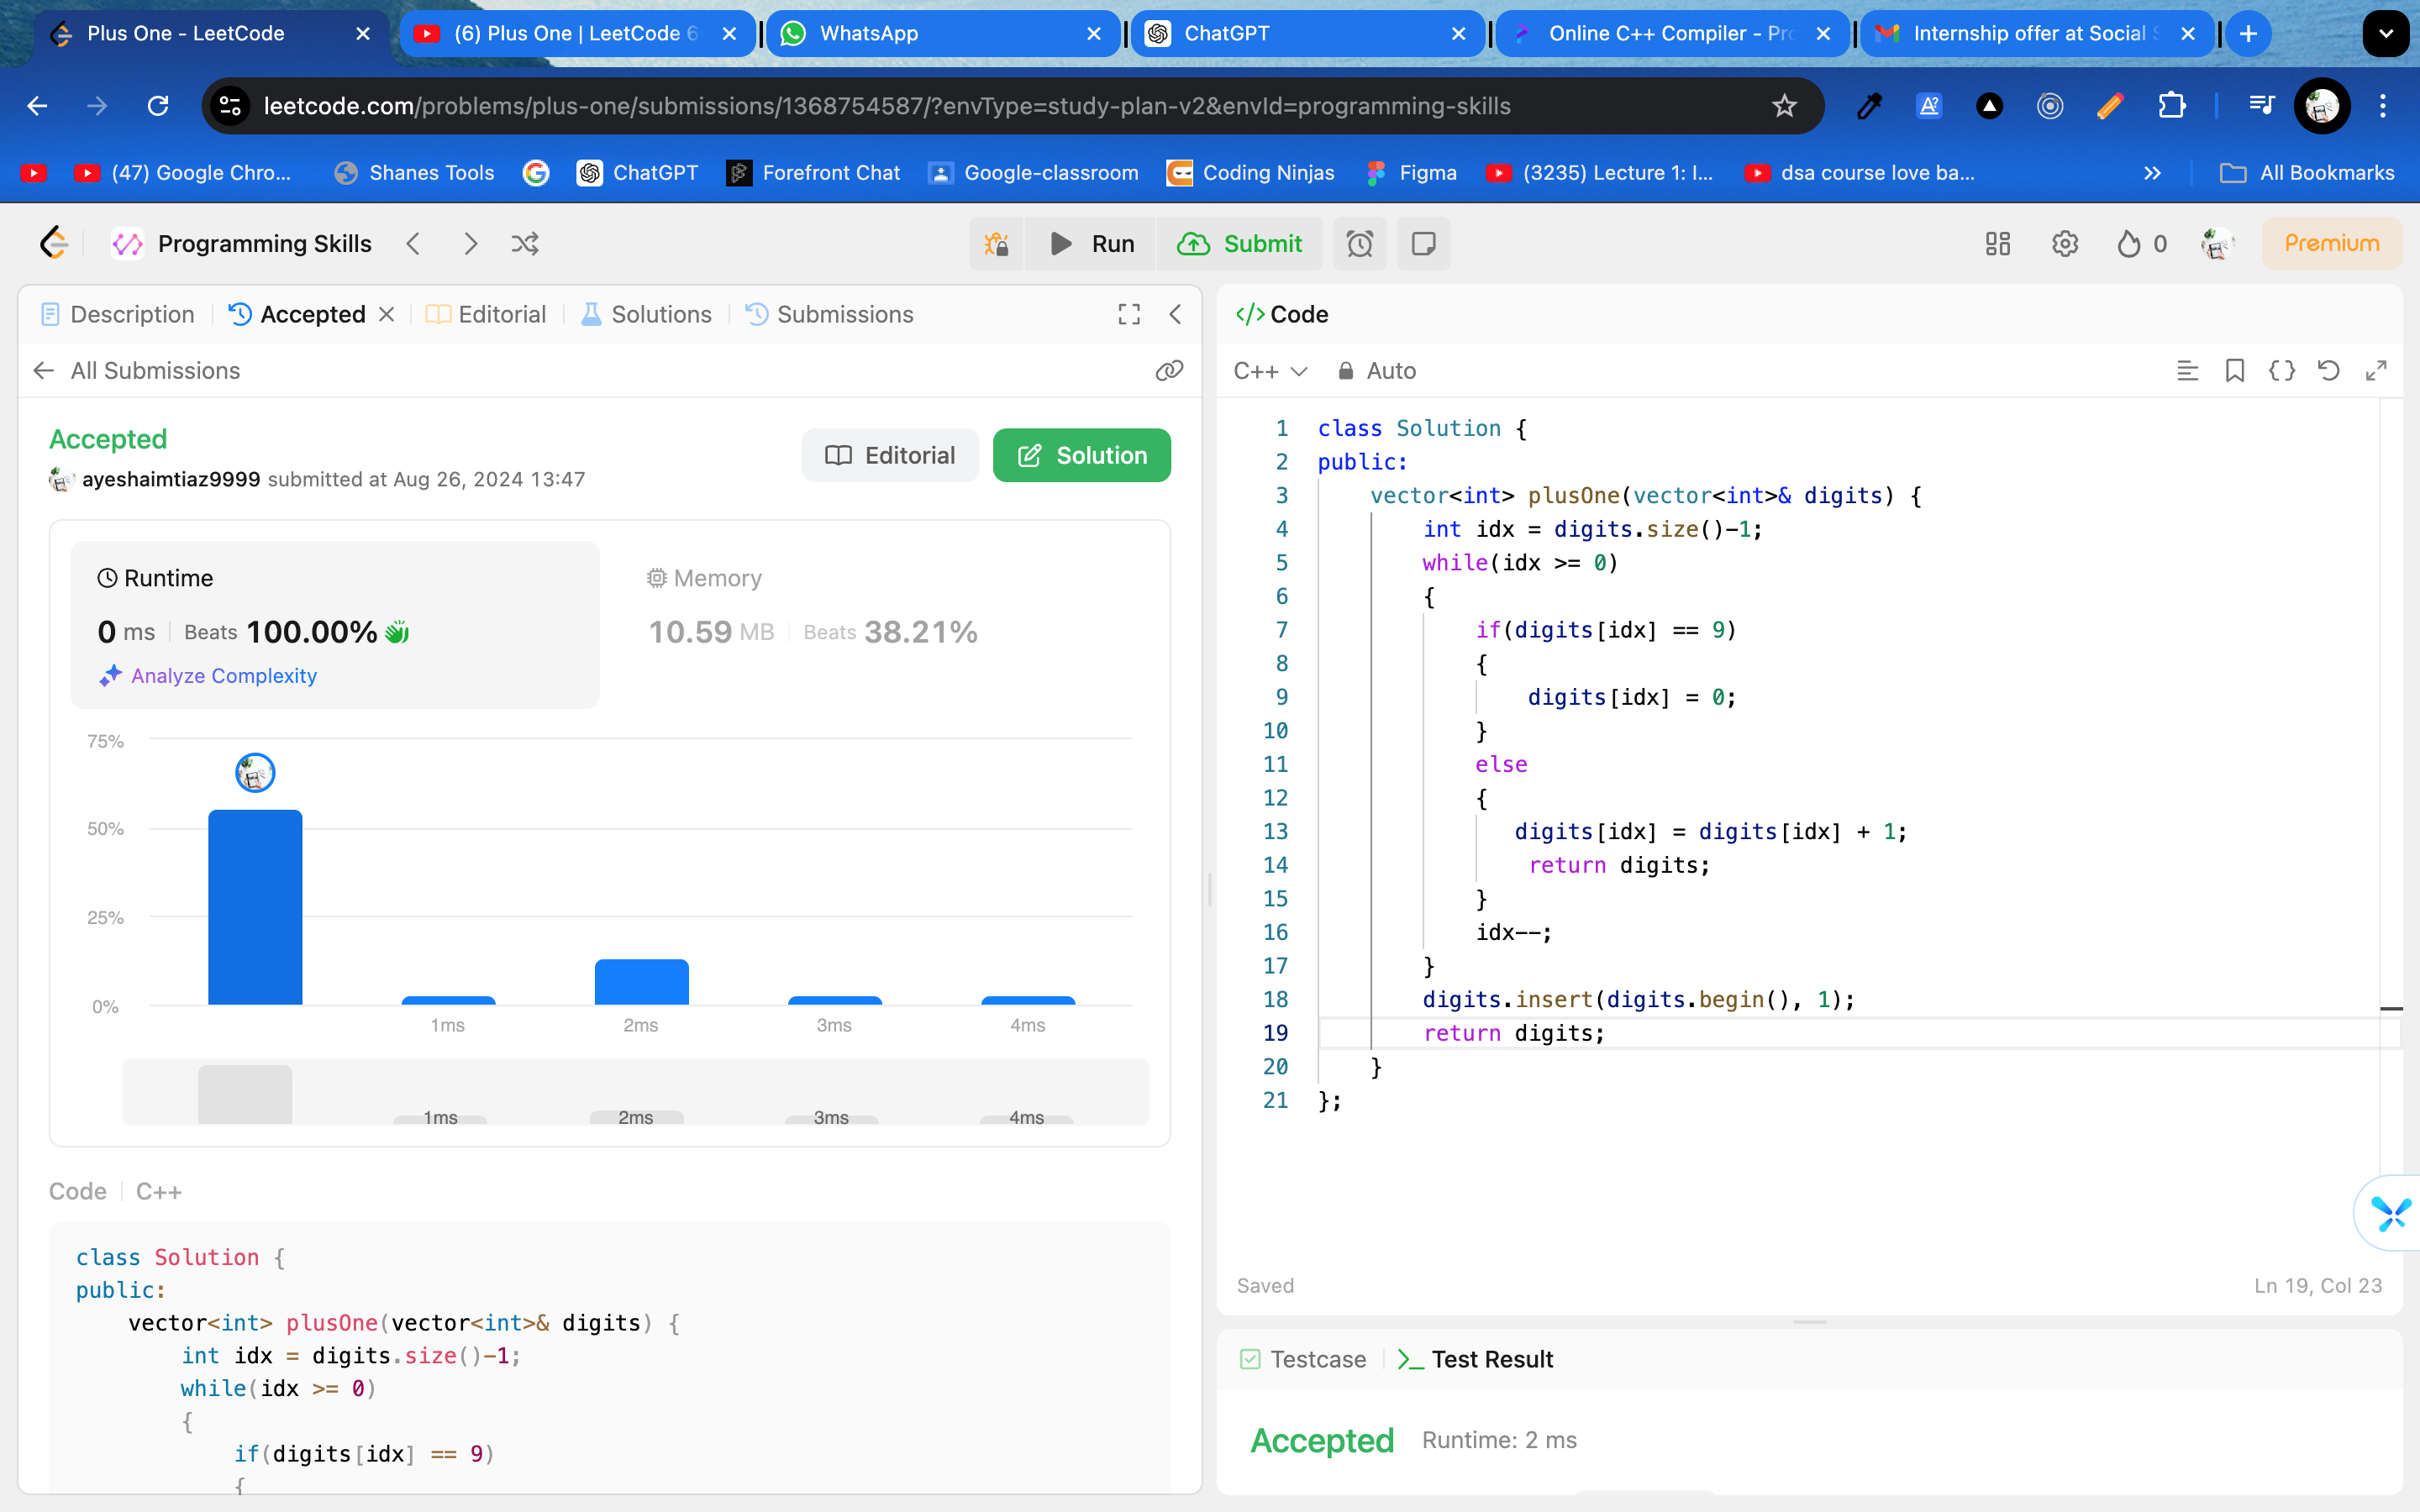 Plus One - LeetCode
(6) Plus One | LeetCode 6
WhatsApp
ChatGPT
Online C++ Compiler - Pro
Internship offer at Social S
leetcode.com/problems/plus-one/submissions/1368754587/?envType=study-plan-v2&envId=programming-skills
(47) Google Chro...
Shanes Tools
ChatGPT
Forefront Chat
Google-classroom
Coding Ninjas
Figma
(3235) Lecture 1: I...
dsa course love ba...
All Bookmarks
Programming Skills
Run
Submit
0
Premium
Description
Accepted
Editorial
Solutions
Submissions
All Submissions
Accepted
ayeshaimtiaz9999 submitted at Aug 26, 2024 13:47
Editorial
Solution
Runtime
0 ms
Beats 100.00%
Analyze Complexity
Memory
10.59 MB
Beats 38.21%
75%
50%
25%
0%
1ms
2ms
3ms
4ms
1ms
2ms
3ms
4ms
Code
C++
class Solution {
public:
vector<int> plusOne(vector<int>& digits) {
int idx = digits.size()-1;
while(idx >= 0)
{
if(digits[idx] == 9)
{
</> Code
C++
Auto
1 class Solution {
2 public:
3 vector<int> plusOne(vector<int>& digits) {
4 int idx = digits.size()-1;
5 while(idx >= 0)
6 {
7 if(digits[idx] == 9)
8 {
9 digits[idx] = 0;
10 }
11 else
12 {
13 digits[idx] = digits[idx] + 1;
14 return digits;
15 }
16 idx--;
17 }
18 digits.insert(digits.begin(), 1);
19 return digits;
20 }
21 };
Saved
Ln 19, Col 23
Testcase
Test Result
Accepted
Runtime: 2 ms